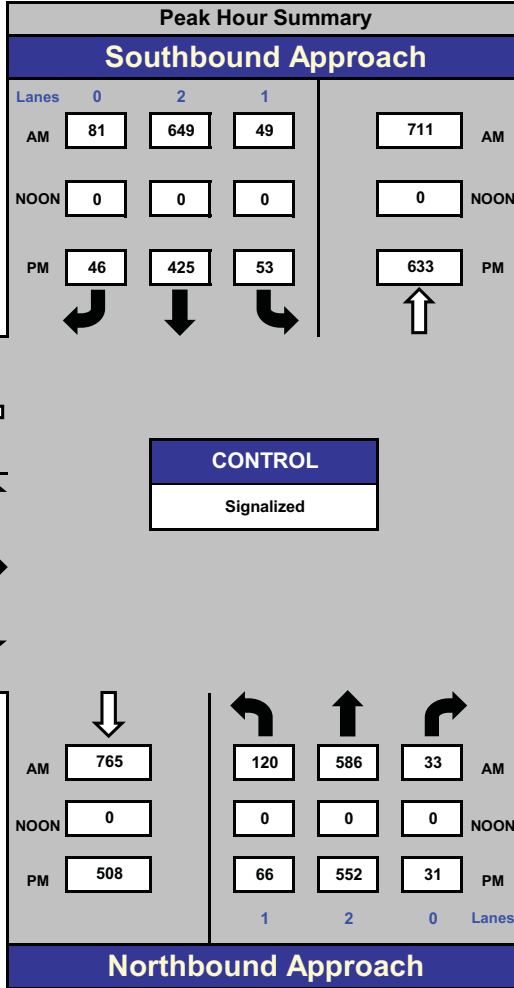 Peak Hour Summary
Southbound Approach
Lanes 0 2 1
AM 81 649 49 711 AM
NOON 0 0 0 0 NOON
PM 46 425 53 633 PM
CONTROL
Signalized
AM 765 120 586 33 AM
NOON 0 0 0 0 NOON
PM 508 66 552 31 PM
1 2 0 Lanes
Northbound Approach